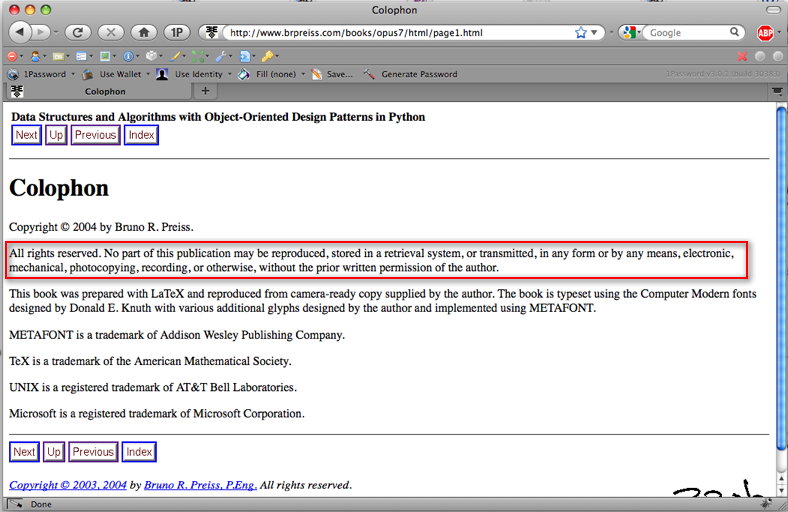 Colophon
1P
http://www.brpreiss.com/books/opus7/html/page1.html
Google
ABP
1Password
Use Wallet
Use Identity
Fill (none)
Save...
Generate Password
1Password v3.0.1 (build 30383)
Colophon
Data Structures and Algorithms with Object-Oriented Design Patterns in Python
Next Up Previous Index
Colophon
Copyright © 2004 by Bruno R. Preiss.
All rights reserved. No part of this publication may be reproduced, stored in a retrieval system, or transmitted, in any form or by any means, electronic,
mechanical, photocopying, recording, or otherwise, without the prior written permission of the author.
This book was prepared with LaTeX and reproduced from camera-ready copy supplied by the author. The book is typeset using the Computer Modern fonts
designed by Donald E. Knuth with various additional glyphs designed by the author and implemented using METAFONT.
METAFONT is a trademark of Addison Wesley Publishing Company.
TeX is a trademark of the American Mathematical Society.
UNIX is a registered trademark of AT&T Bell Laboratories.
Microsoft is a registered trademark of Microsoft Corporation.
Next Up Previous Index
Copyright © 2003, 2004 by Bruno R. Preiss, P.Eng. All rights reserved.
Done